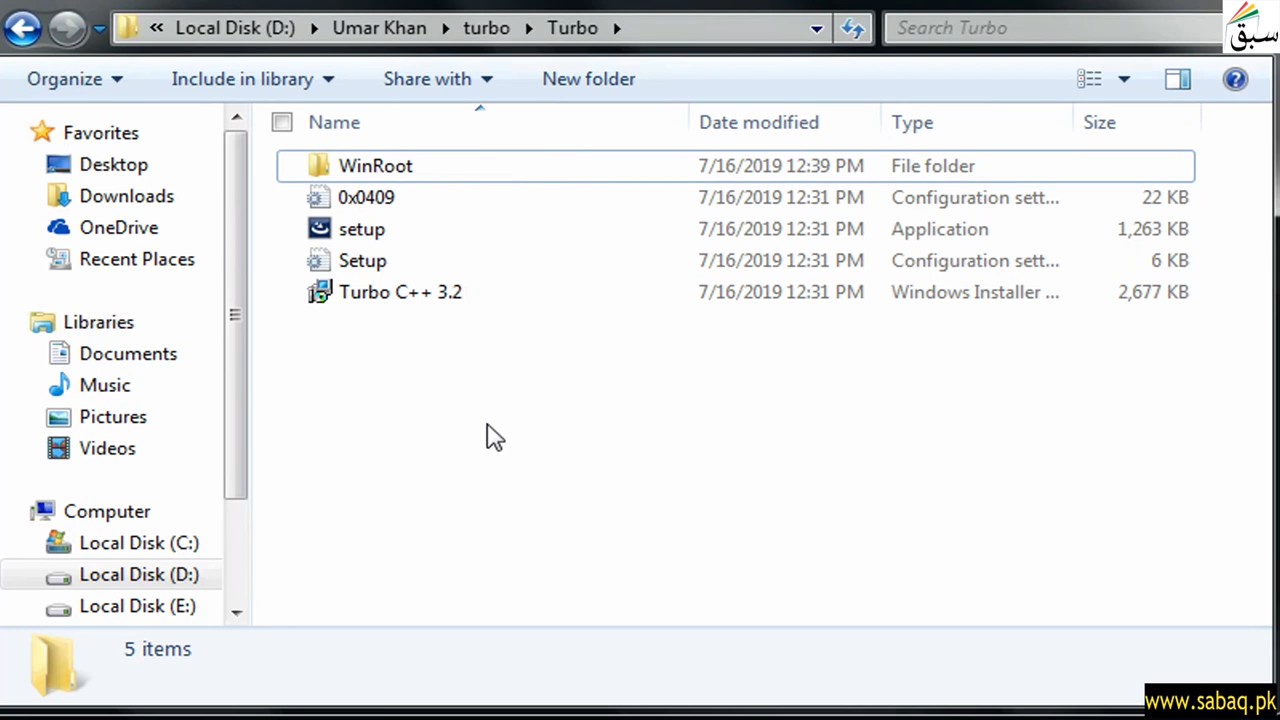 « Local Disk (D:) Umar Khan turbo Turbo Search Turbo
سبق
Organize Include in library Share with New folder
Name Date modified Type Size
WinRoot 7/16/2019 12:39 PM File folder
0x0409 7/16/2019 12:31 PM Configuration sett... 22 KB
setup 7/16/2019 12:31 PM Application 1,263 KB
Setup 7/16/2019 12:31 PM Configuration sett... 6 KB
Turbo C++ 3.2 7/16/2019 12:31 PM Windows Installer ... 2,677 KB
Favorites
Desktop
Downloads
OneDrive
Recent Places
Libraries
Documents
Music
Pictures
Videos
Computer
Local Disk (C:)
Local Disk (D:)
Local Disk (E:)
5 items
www.sabaq.pk